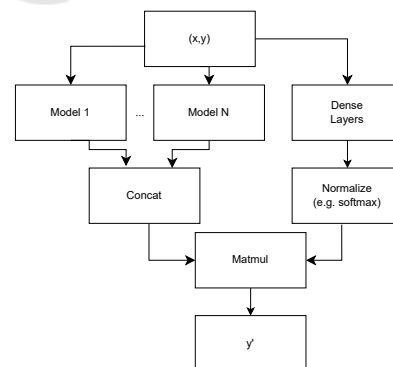 (x,y)
Model 1
...
Model N
Dense
Layers
Concat
Normalize
(e.g. softmax)
Matmul
y'